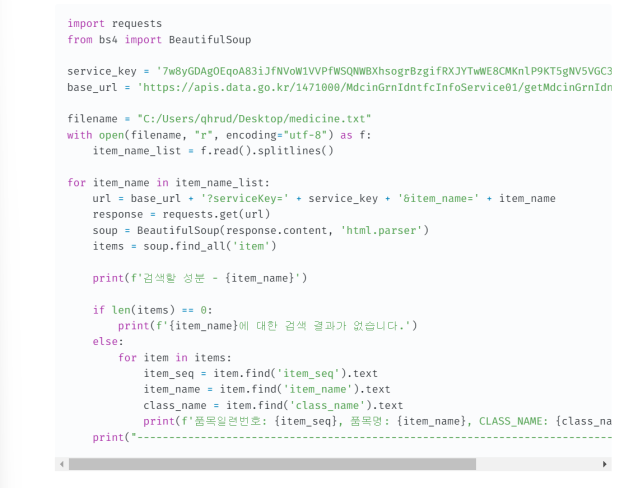 import requests
from bs4 import BeautifulSoup
service_key = '7w8yGDAgOEqoA83iJfNVoW1VVPfWSQNWBXhsogrBzgifRXJYTwWE8CMKnlP9KT5gNV5VGC3
base_url = 'https://apis.data.go.kr/1471000/MdcinGrnIdntfcInfoService01/getMdcinGrnIdn
filename = "C:/Users/qhrud/Desktop/medicine.txt"
with open(filename, "r", encoding="utf-8") as f:
    item_name_list = f.read().splitlines()
for item_name in item_name_list:
    url = base_url + '?serviceKey=' + service_key + '&item_name=' + item_name
    response = requests.get(url)
    soup = BeautifulSoup(response.content, 'html.parser')
    items = soup.find_all('item')
    print(f'검색할 성분 - {item_name}')
    if len(items) == 0:
        print(f'{item_name}에 대한 검색 결과가 없습니다.')
    else:
        for item in items:
            item_seq = item.find('item_seq').text
            item_name = item.find('item_name').text
            class_name = item.find('class_name').text
            print(f'품목일련번호: {item_seq}, 품목명: {item_name}, CLASS_NAME: {class_na
    print("---------------------------------------------------------------------------